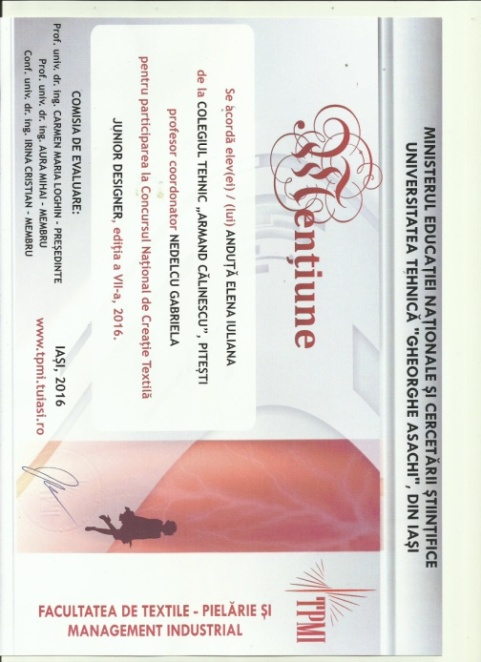 MINISTERUL EDUCAȚIEI NAȚIONALE ȘI CERCETĂRII ȘTIINȚIFICE
UNIVERSITATEA TEHNICĂ "GHEORGHE ASACHI", DIN IAȘI
Mențiune
Se acordă elev(ei) / (lui) ANDUȚĂ ELENA IULIANA
de la COLEGIUL TEHNIC „ARMAND CĂLINESCU” , PITEȘTI
profesor coordonator NEDELCU GABRIELA
pentru participarea la Concursul Național de Creație Textilă
JUNIOR DESIGNER, ediția a VII-a, 2016.
COMISIA DE EVALUARE:
Prof. univ. dr. ing. CARMEN MARIA LOGHIN - PREȘEDINTE
Prof. univ. dr. ing. AURA MIHAI - MEMBRU
Conf. univ. dr. ing. IRINA CRISTIAN - MEMBRU
IAȘI, 2016
www.tpmi.tuiasi.ro
TPMI
FACULTATEA DE TEXTILE - PIELĂRIE ȘI
MANAGEMENT INDUSTRIAL